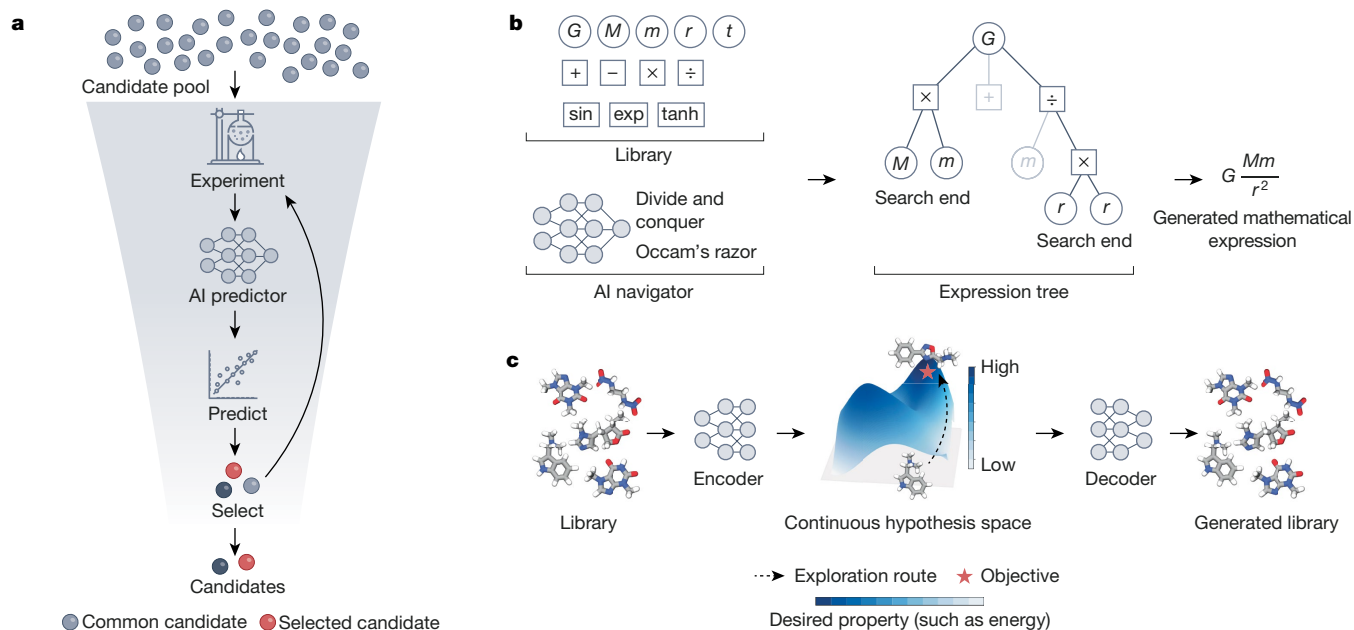 a
Candidate pool
Experiment
AI predictor
Predict
Select
Candidates
Common candidate Selected candidate
b
G M m r t
+ − × ÷
sin exp tanh
Library
Divide and
conquer
Occam's razor
AI navigator
G
× + ÷
M m m ×
Search end
r r
Search end
Expression tree
G Mm
r²
Generated mathematical
expression
c
Library
Encoder
High
Low
Continuous hypothesis space
Decoder
Generated library
Exploration route Objective
Desired property (such as energy)